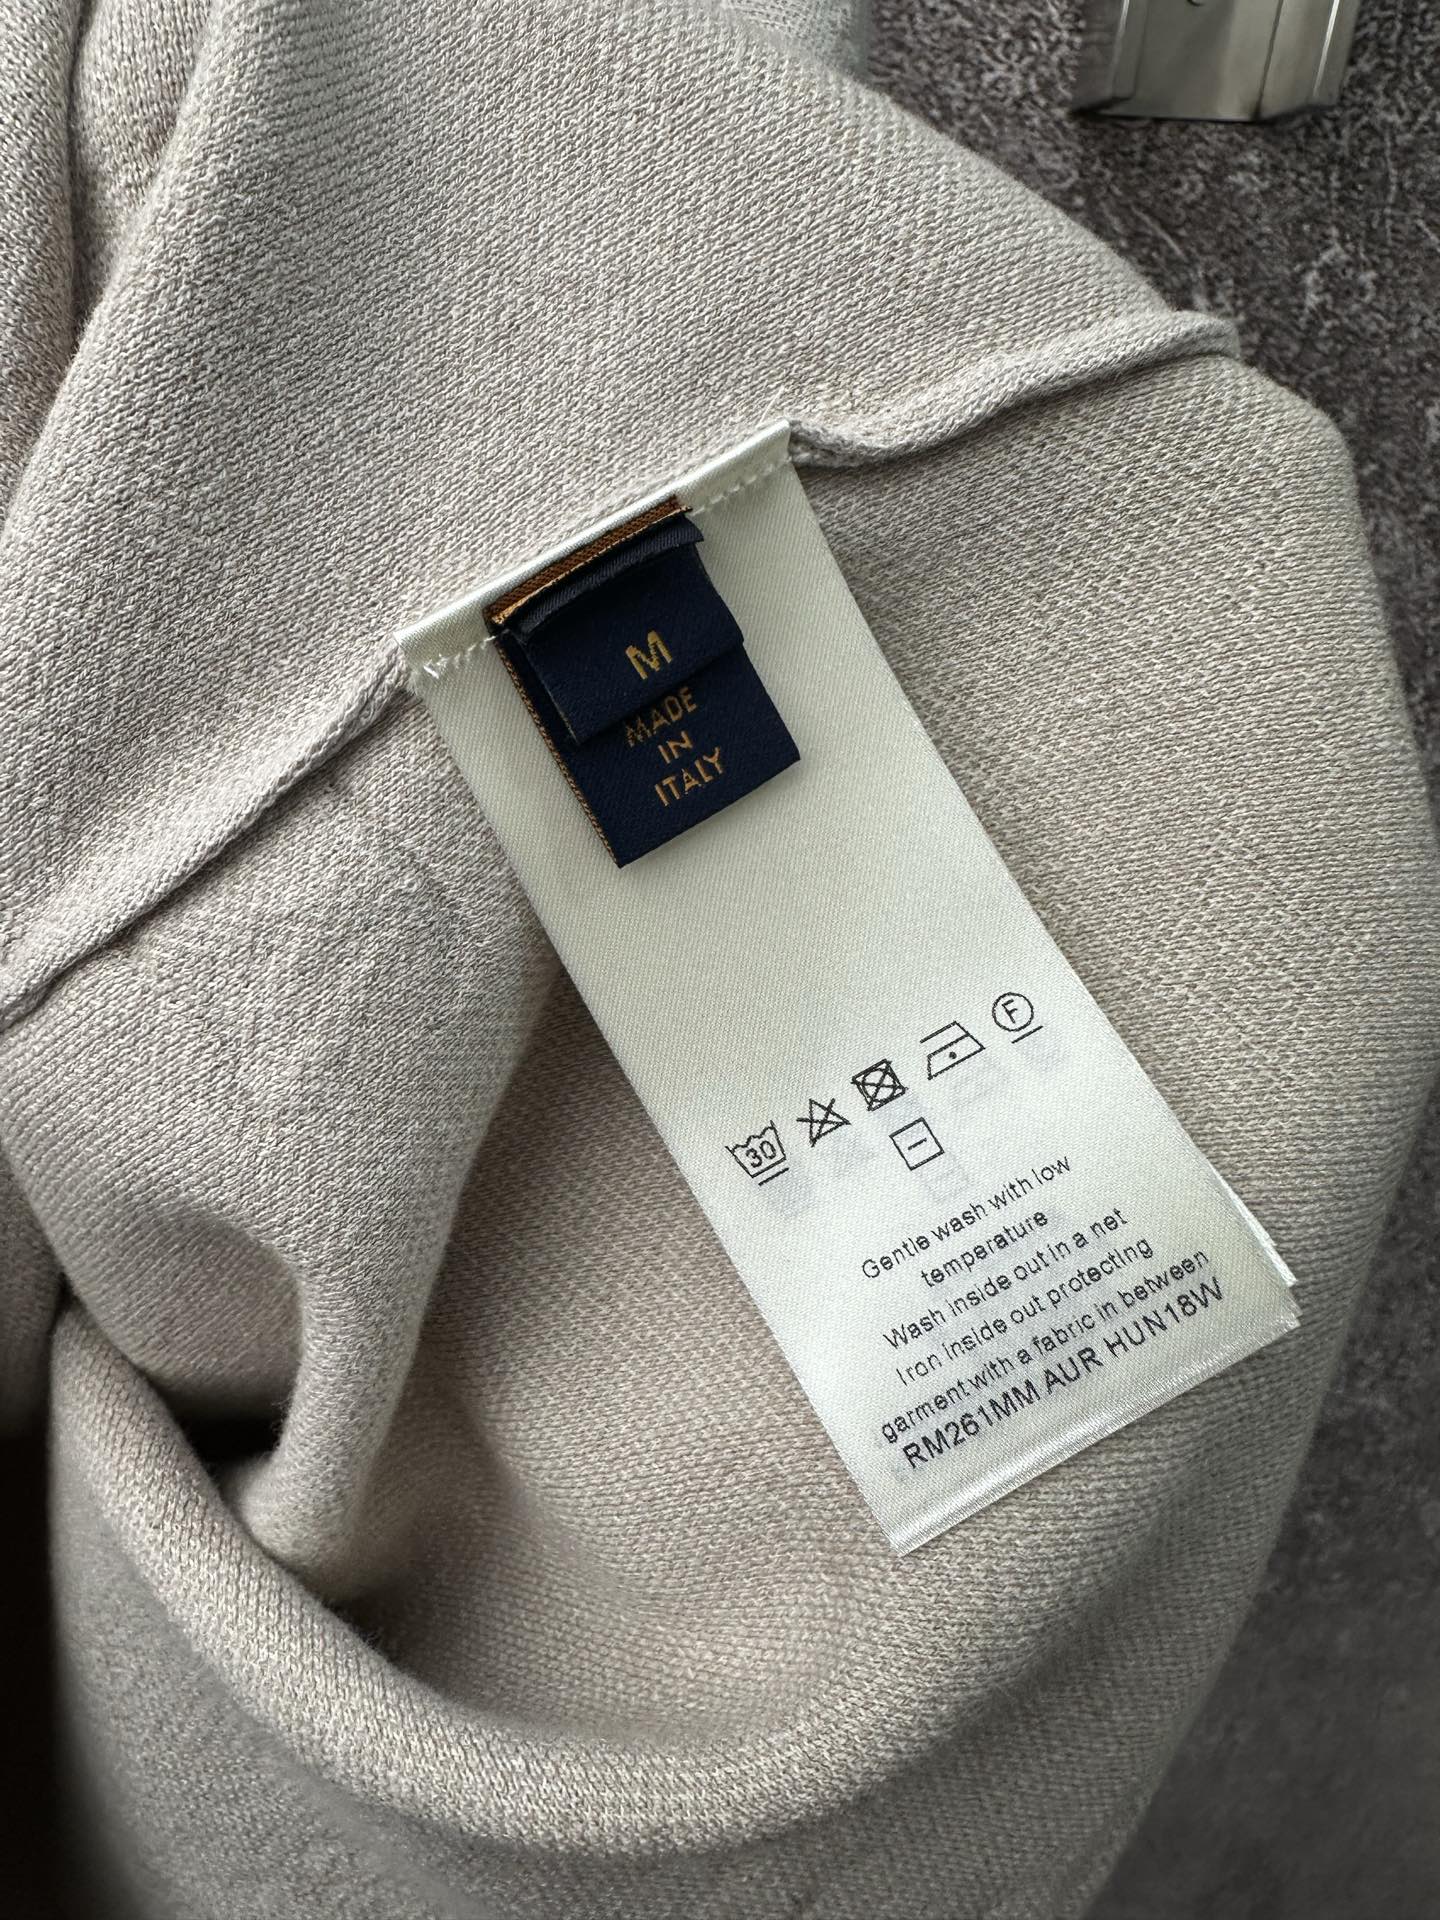 M
MADE
IN
ITALY
30
F
Gentle wash with low
temperature
Wash inside out in a net
Iron inside out protecting
garment with a fabric in between
RM261MM AUR HUN18W